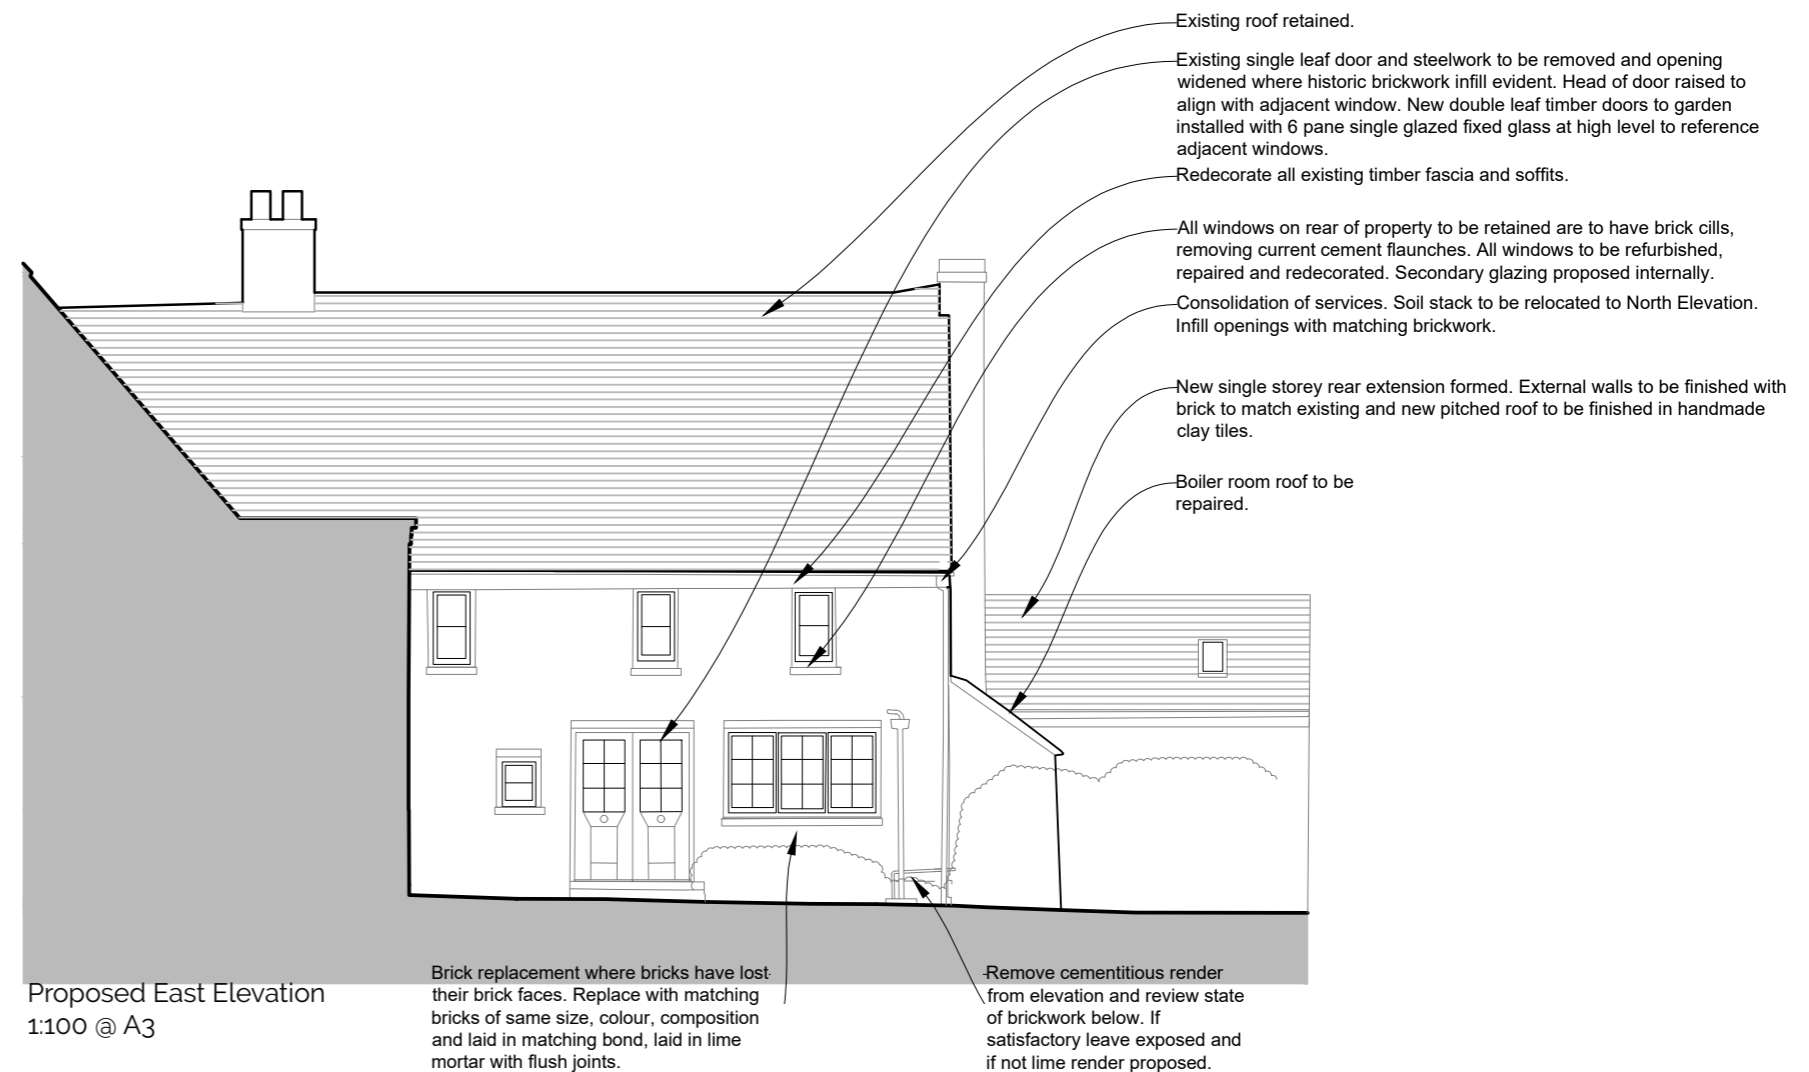 Existing roof retained.
Existing single leaf door and steelwork to be removed and opening
widened where historic brickwork infill evident. Head of door raised to
align with adjacent window. New double leaf timber doors to garden
installed with 6 pane single glazed fixed glass at high level to reference
adjacent windows.
Redecorate all existing timber fascia and soffits.
All windows on rear of property to be retained are to have brick cills,
removing current cement flaunches. All windows to be refurbished,
repaired and redecorated. Secondary glazing proposed internally.
Consolidation of services. Soil stack to be relocated to North Elevation.
Infill openings with matching brickwork.
New single storey rear extension formed. External walls to be finished with
brick to match existing and new pitched roof to be finished in handmade
clay tiles.
Boiler room roof to be
repaired.
Proposed East Elevation
1:100 @ A3
Brick replacement where bricks have lost
their brick faces. Replace with matching
bricks of same size, colour, composition
and laid in matching bond, laid in lime
mortar with flush joints.
Remove cementitious render
from elevation and review state
of brickwork below. If
satisfactory leave exposed and
if not lime render proposed.